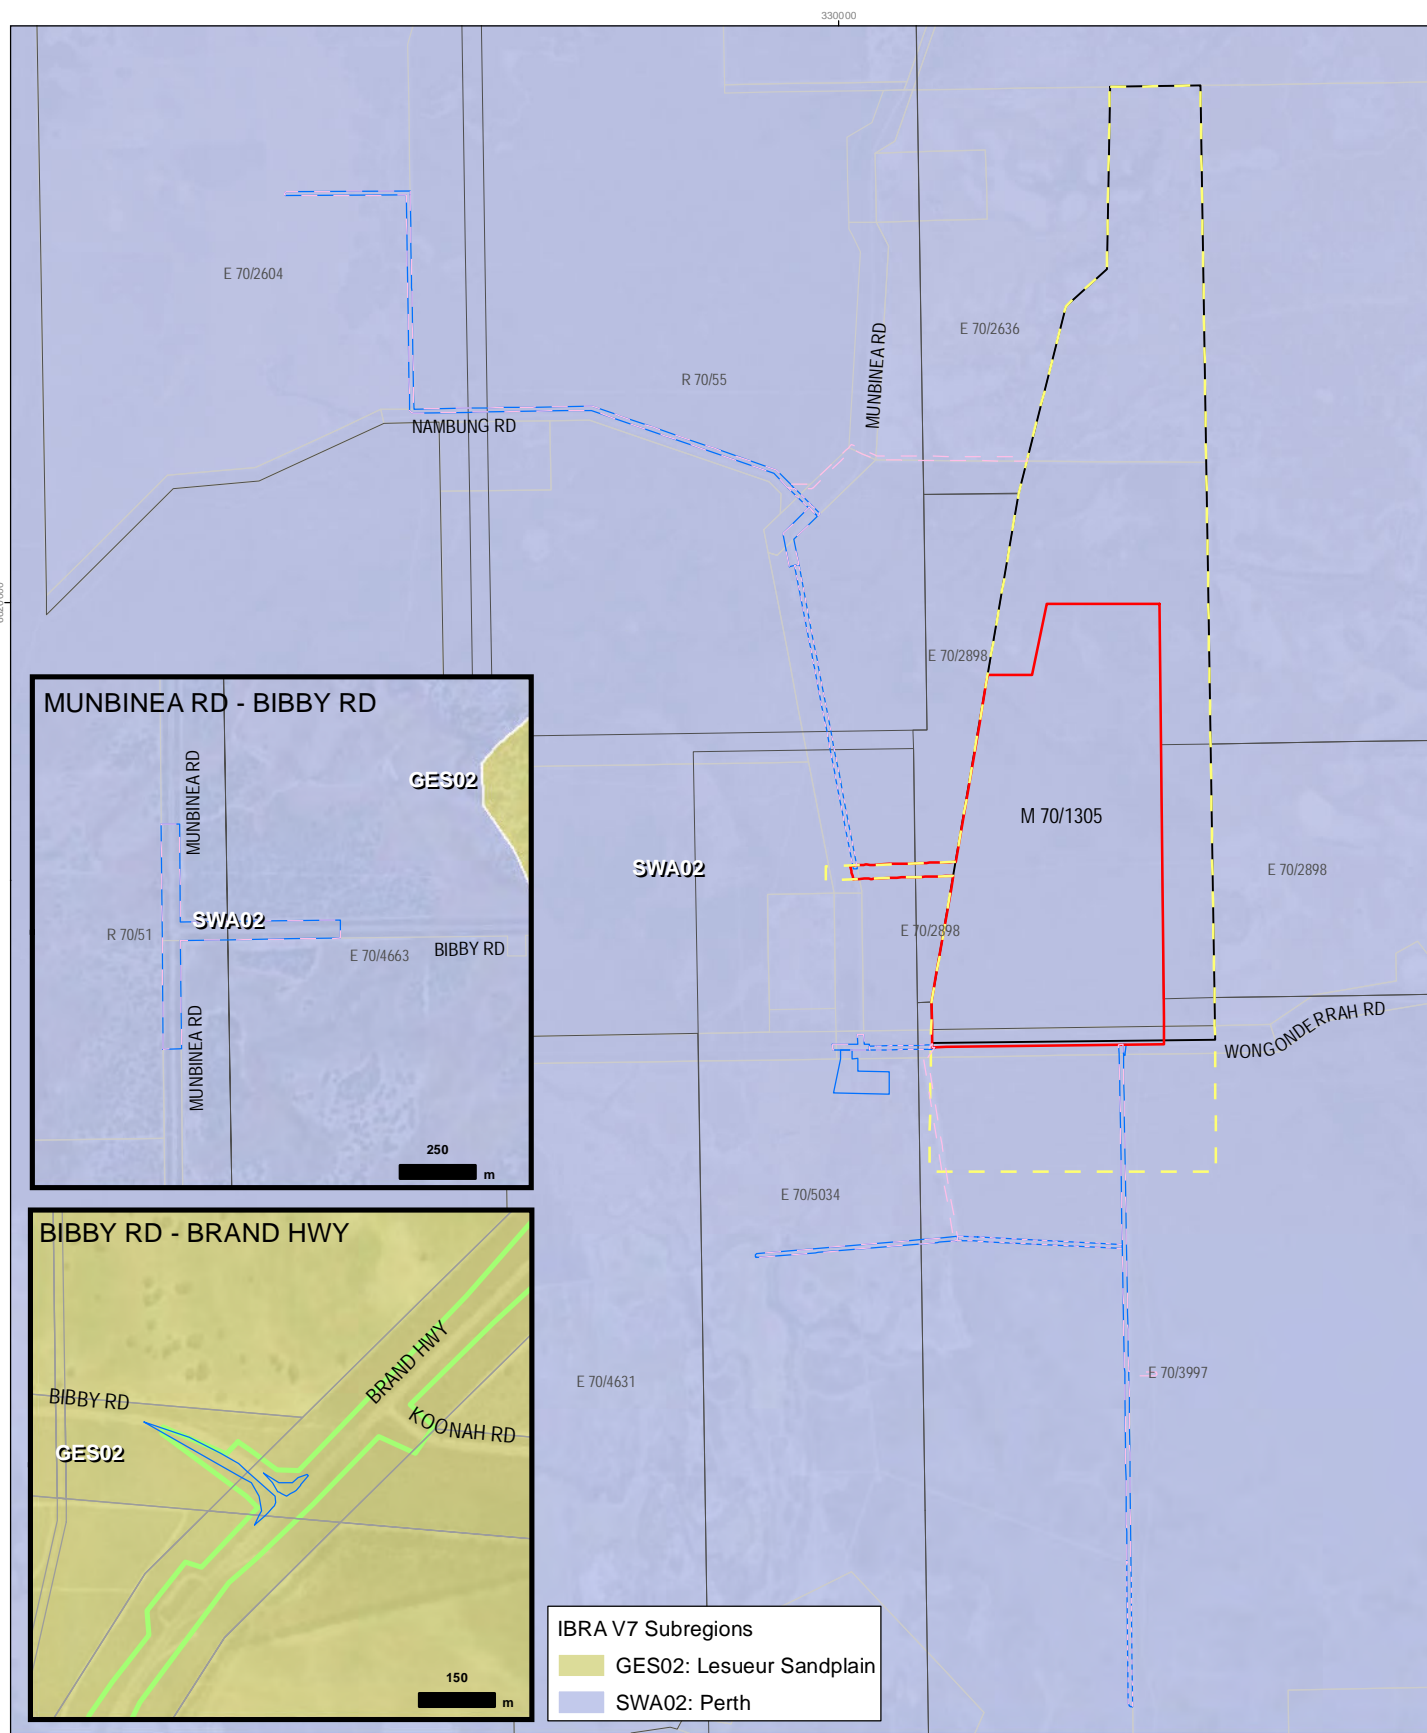 330000
E 70/2604
E 70/2636
R 70/55
MUNBINEA RD
NAMBUNG RD
E 70/2898
M 70/1305
SWA02
E 70/2898
E 70/2898
WONGONDERRAH RD
E 70/5034
E 70/4631
E 70/3997
MUNBINEA RD - BIBBY RD
MUNBINEA RD
GES02
SWA02
R 70/51
E 70/4663
BIBBY RD
MUNBINEA RD
250
m
BIBBY RD - BRAND HWY
BRAND HWY
BIBBY RD
KOONAH RD
GES02
150
m
IBRA V7 Subregions
GES02: Lesueur Sandplain
SWA02: Perth